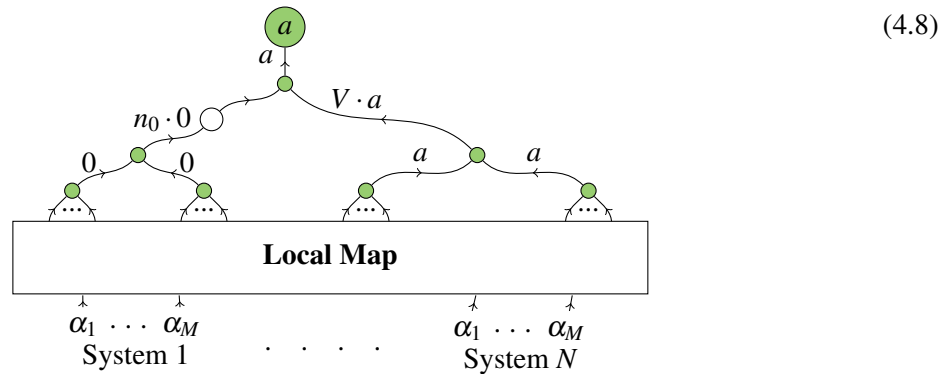 a
(4.8)
a
V · a
n₀ · 0
0 0 a a
... ... ... ...
Local Map
α₁ ... α_M α₁ ... α_M
System 1 . . . . System N